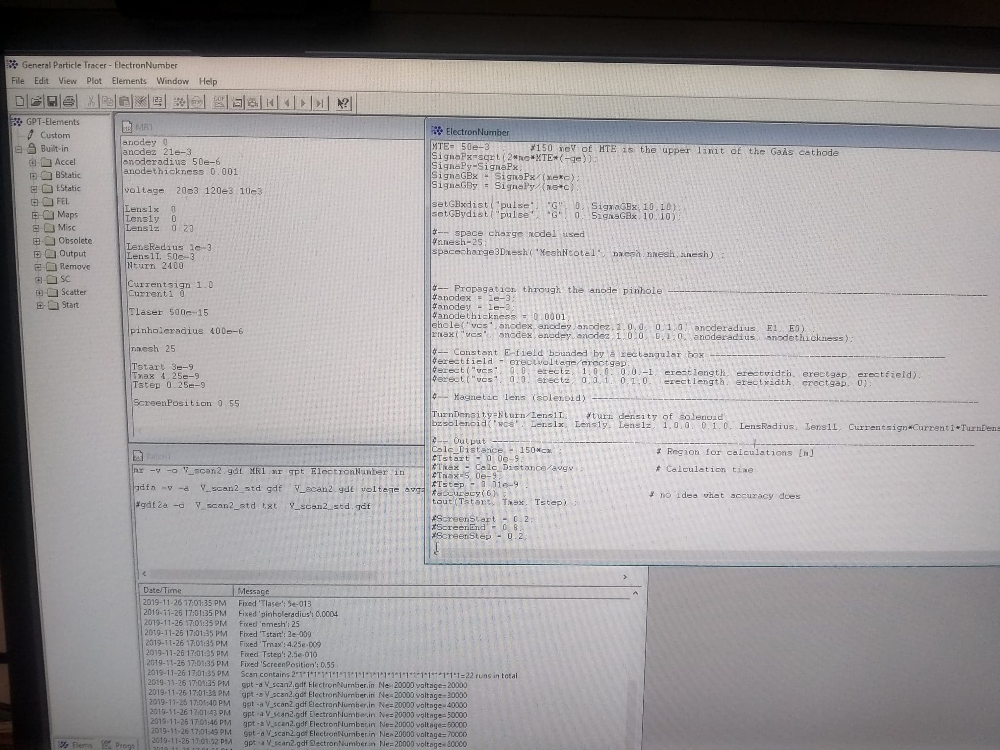 General Particle Tracer - ElectronNumber
File Edit View Plot Elements Window Help
GPT-Elements
Custom
Built-in
Accel
BStatic
EStatic
FEL
Maps
Misc
Obsolete
Output
Remove
SC
Scatter
Start
Elems Progs
MR1
anodey 0
anodez 21e-3
anoderadius 50e-6
anodethickness 0.001
voltage 20e3 120e3 10e3
Lens1x 0
Lens1y 0
Lens1z 0.20
LensRadius 1e-3
Lens1L 50e-3
Nturn 2400
Currentsign 1.0
Current1 0
Tlaser 500e-15
pinholeradius 400e-6
nmesh 25
Tstart 3e-9
Tmax 4.25e-9
Tstep 0.25e-9
ScreenPosition 0.55
Batch1
mr -v -o V_scan2.gdf MR1.mr gpt ElectronNumber.in
gdfa -v -a V_scan2_std.gdf V_scan2.gdf voltage avgz
#gdf2a -o V_scan2_std.txt V_scan2_std.gdf
ElectronNumber
MTE= 50e-3 ; #150 meV of MTE is the upper limit of the GaAs cathode
SigmaPx=sqrt(2*me*MTE*(-qe));
SigmaPy=SigmaPx;
SigmaGBx = SigmaPx/(me*c);
SigmaGBy = SigmaPy/(me*c);
setGBxdist("pulse", "G", 0, SigmaGBx,10,10);
setGBydist("pulse", "G", 0, SigmaGBx,10,10);
#-- space charge model used
#nmesh=25;
spacecharge3Dmesh("MeshNtotal", nmesh,nmesh,nmesh) ;
#-- Propagation through the anode pinhole
#anodex = 1e-3;
#anodey = 1e-3;
#anodethickness = 0.0001;
ehole("wcs",anodex,anodey,anodez,1,0,0, 0,1,0, anoderadius, E1, E0) ;
rmax("wcs", anodex,anodey,anodez,1,0,0, 0,1,0, anoderadius, anodethickness);
#-- Constant E-field bounded by a rectangular box
#erectfield = erectvoltage/erectgap;
#erect("wcs", 0,0, erectz, 1,0,0, 0,0,-1, erectlength, erectwidth, erectgap, erectfield);
#erect("wcs", 0,0, erectz, 0,0,1, 0,1,0, erectlength, erectwidth, erectgap, 0);
#-- Magnetic lens (solenoid)
TurnDensity=Nturn/Lens1L; #turn density of solenoid
bzsolenoid("wcs", Lens1x, Lens1y, Lens1z, 1,0,0, 0,1,0, LensRadius, Lens1L, Currentsign*Current1*TurnDens
#-- Output
Calc_Distance = 150*cm ; # Region for calculations [m]
#Tstart = 0.0e-9;
#Tmax = Calc_Distance/avgv ; # Calculation time
#Tmax=5.0e-9;
#Tstep = 0.01e-9 ;
#accuracy(6) ; # no idea what accuracy does
tout(Tstart, Tmax, Tstep) ;
#ScreenStart = 0.2;
#ScreenEnd = 0.8;
#ScreenStep = 0.2;
Date/Time Message
2019-11-26 17:01:35 PM Fixed 'Tlaser': 5e-013
2019-11-26 17:01:35 PM Fixed 'pinholeradius': 0.0004
2019-11-26 17:01:35 PM Fixed 'nmesh': 25
2019-11-26 17:01:35 PM Fixed 'Tstart': 3e-009
2019-11-26 17:01:35 PM Fixed 'Tmax': 4.25e-009
2019-11-26 17:01:35 PM Fixed 'Tstep': 2.5e-010
2019-11-26 17:01:35 PM Fixed 'ScreenPosition': 0.55
2019-11-26 17:01:35 PM Scan contains 2*1*1*1*1*1*1*11*1*1*1*1*1*1*1*1*1*1*1*1*1*1*1=22 runs in total
2019-11-26 17:01:35 PM gpt -a V_scan2.gdf ElectronNumber.in Ne=20000 voltage=20000
2019-11-26 17:01:38 PM gpt -a V_scan2.gdf ElectronNumber.in Ne=20000 voltage=30000
2019-11-26 17:01:40 PM gpt -a V_scan2.gdf ElectronNumber.in Ne=20000 voltage=40000
2019-11-26 17:01:43 PM gpt -a V_scan2.gdf ElectronNumber.in Ne=20000 voltage=50000
2019-11-26 17:01:46 PM gpt -a V_scan2.gdf ElectronNumber.in Ne=20000 voltage=60000
2019-11-26 17:01:49 PM gpt -a V_scan2.gdf ElectronNumber.in Ne=20000 voltage=70000
2019-11-26 17:01:52 PM gpt -a V_scan2.gdf ElectronNumber.in Ne=20000 voltage=80000